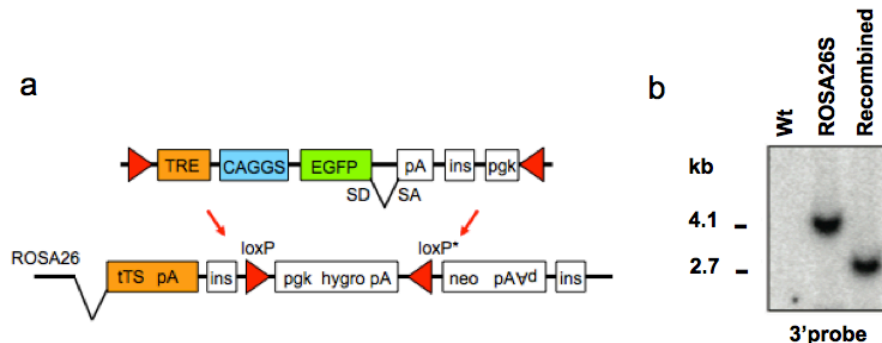 a
TRE CAGGS EGFP pA ins pgk
SD SA
ROSA26 loxP loxP*
tTS pA ins pgk hygro pA neo pA∀d ins
b
Wt ROSA26S Recombined
kb
4.1
2.7
3'probe